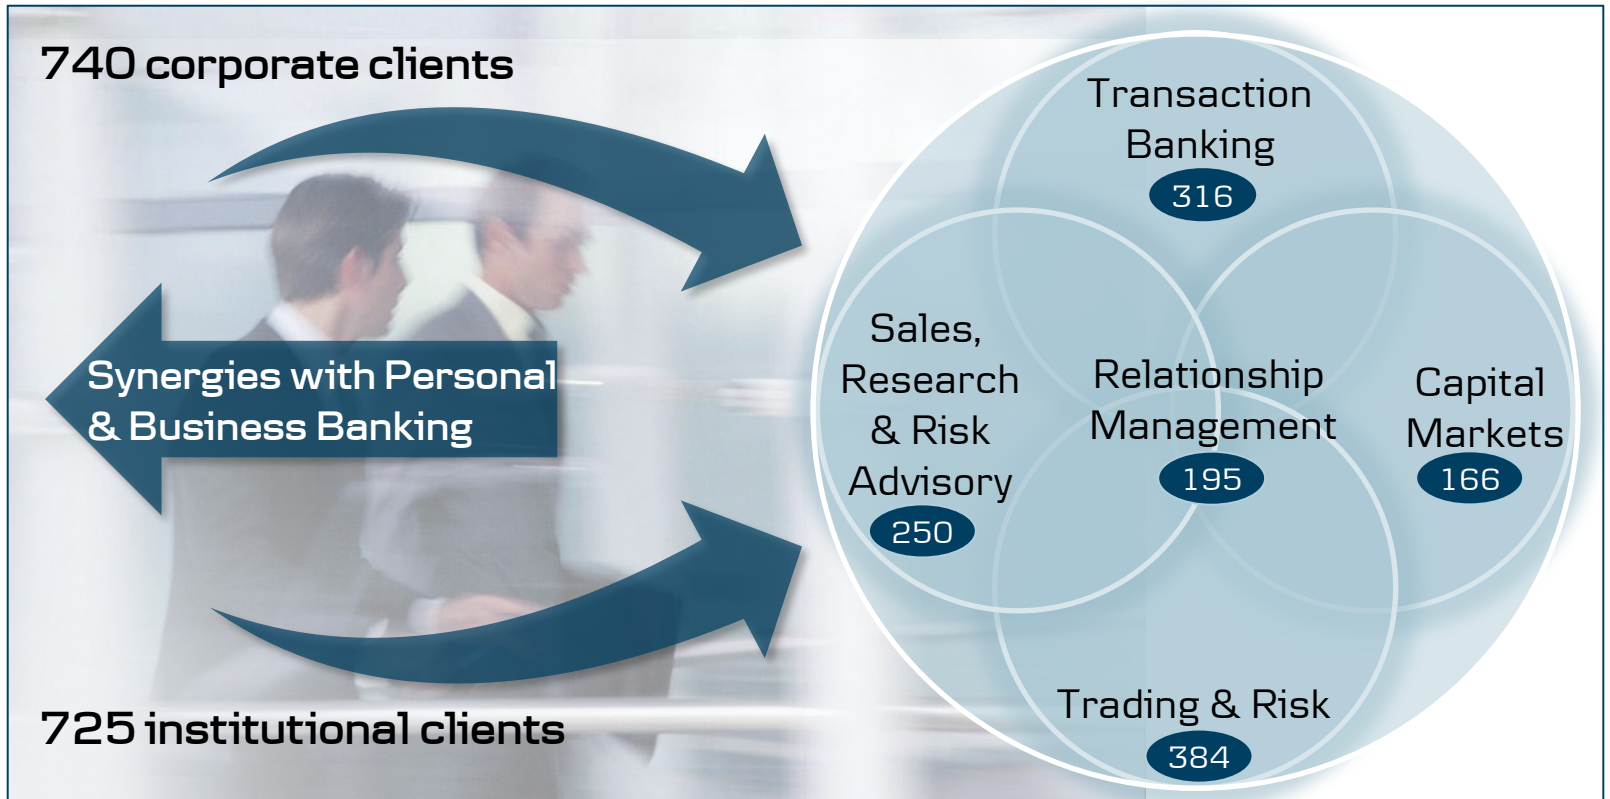 740 corporate clients
Synergies with Personal
& Business Banking
725 institutional clients
Transaction
Banking
316
Sales,
Research
& Risk
Advisory
250
Relationship
Management
195
Capital
Markets
166
Trading & Risk
384